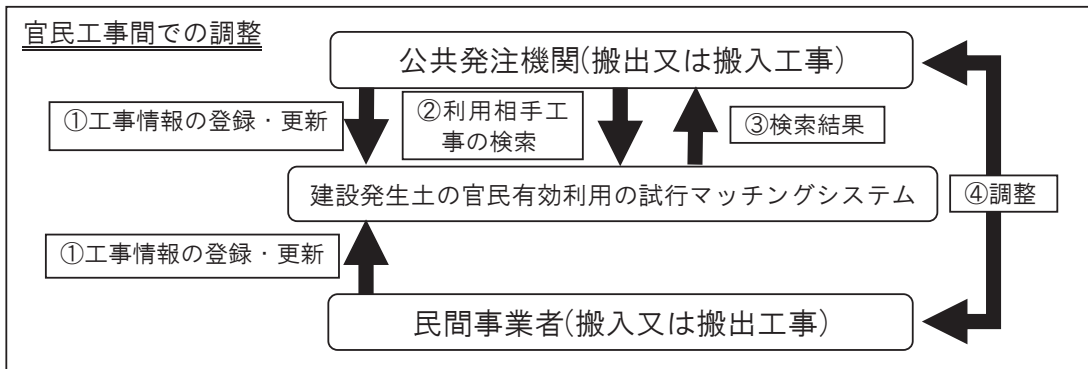 官民工事間での調整
公共発注機関(搬出又は搬入工事)
①工事情報の登録・更新
②利用相手工
事の検索
③検索結果
建設発生土の官民有効利用の試行マッチングシステム
④調整
①工事情報の登録・更新
民間事業者(搬入又は搬出工事)